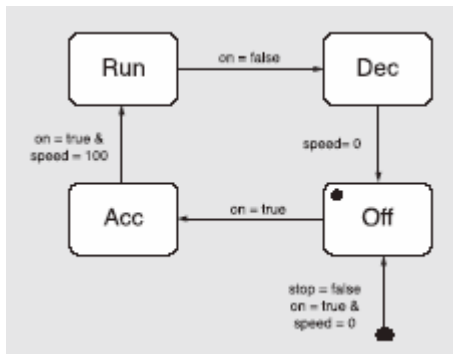 Run
on = false
Dec
on = true &
speed = 100
speed= 0
Acc
on = true
Off
stop = false
on = true &
speed = 0